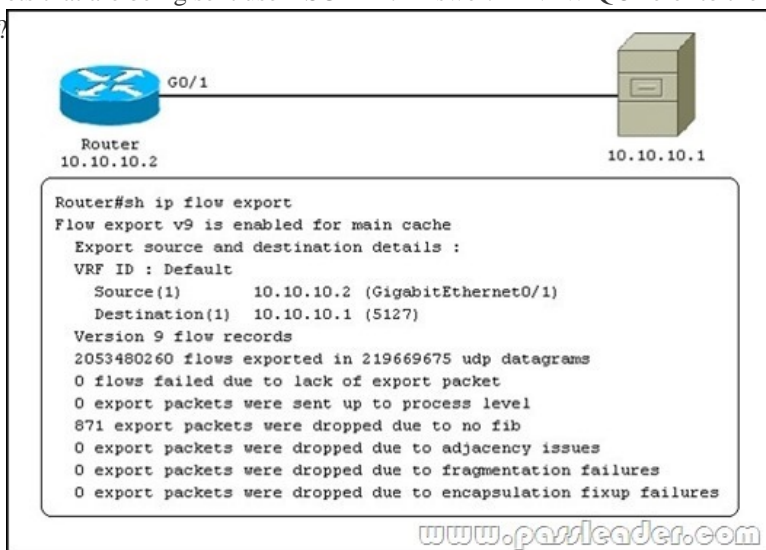 ?
G0/1
Router
10.10.10.2
10.10.10.1
Router#sh ip flow export
Flow export v9 is enabled for main cache
Export source and destination details :
VRF ID : Default
Source(1) 10.10.10.2 (GigabitEthernet0/1)
Destination(1) 10.10.10.1 (5127)
Version 9 flow records
2053480260 flows exported in 219669675 udp datagrams
0 flows failed due to lack of export packet
0 export packets were sent up to process level
871 export packets were dropped due to no fib
0 export packets were dropped due to adjacency issues
0 export packets were dropped due to fragmentation failures
0 export packets were dropped due to encapsulation fixup failures
www.passleader.com